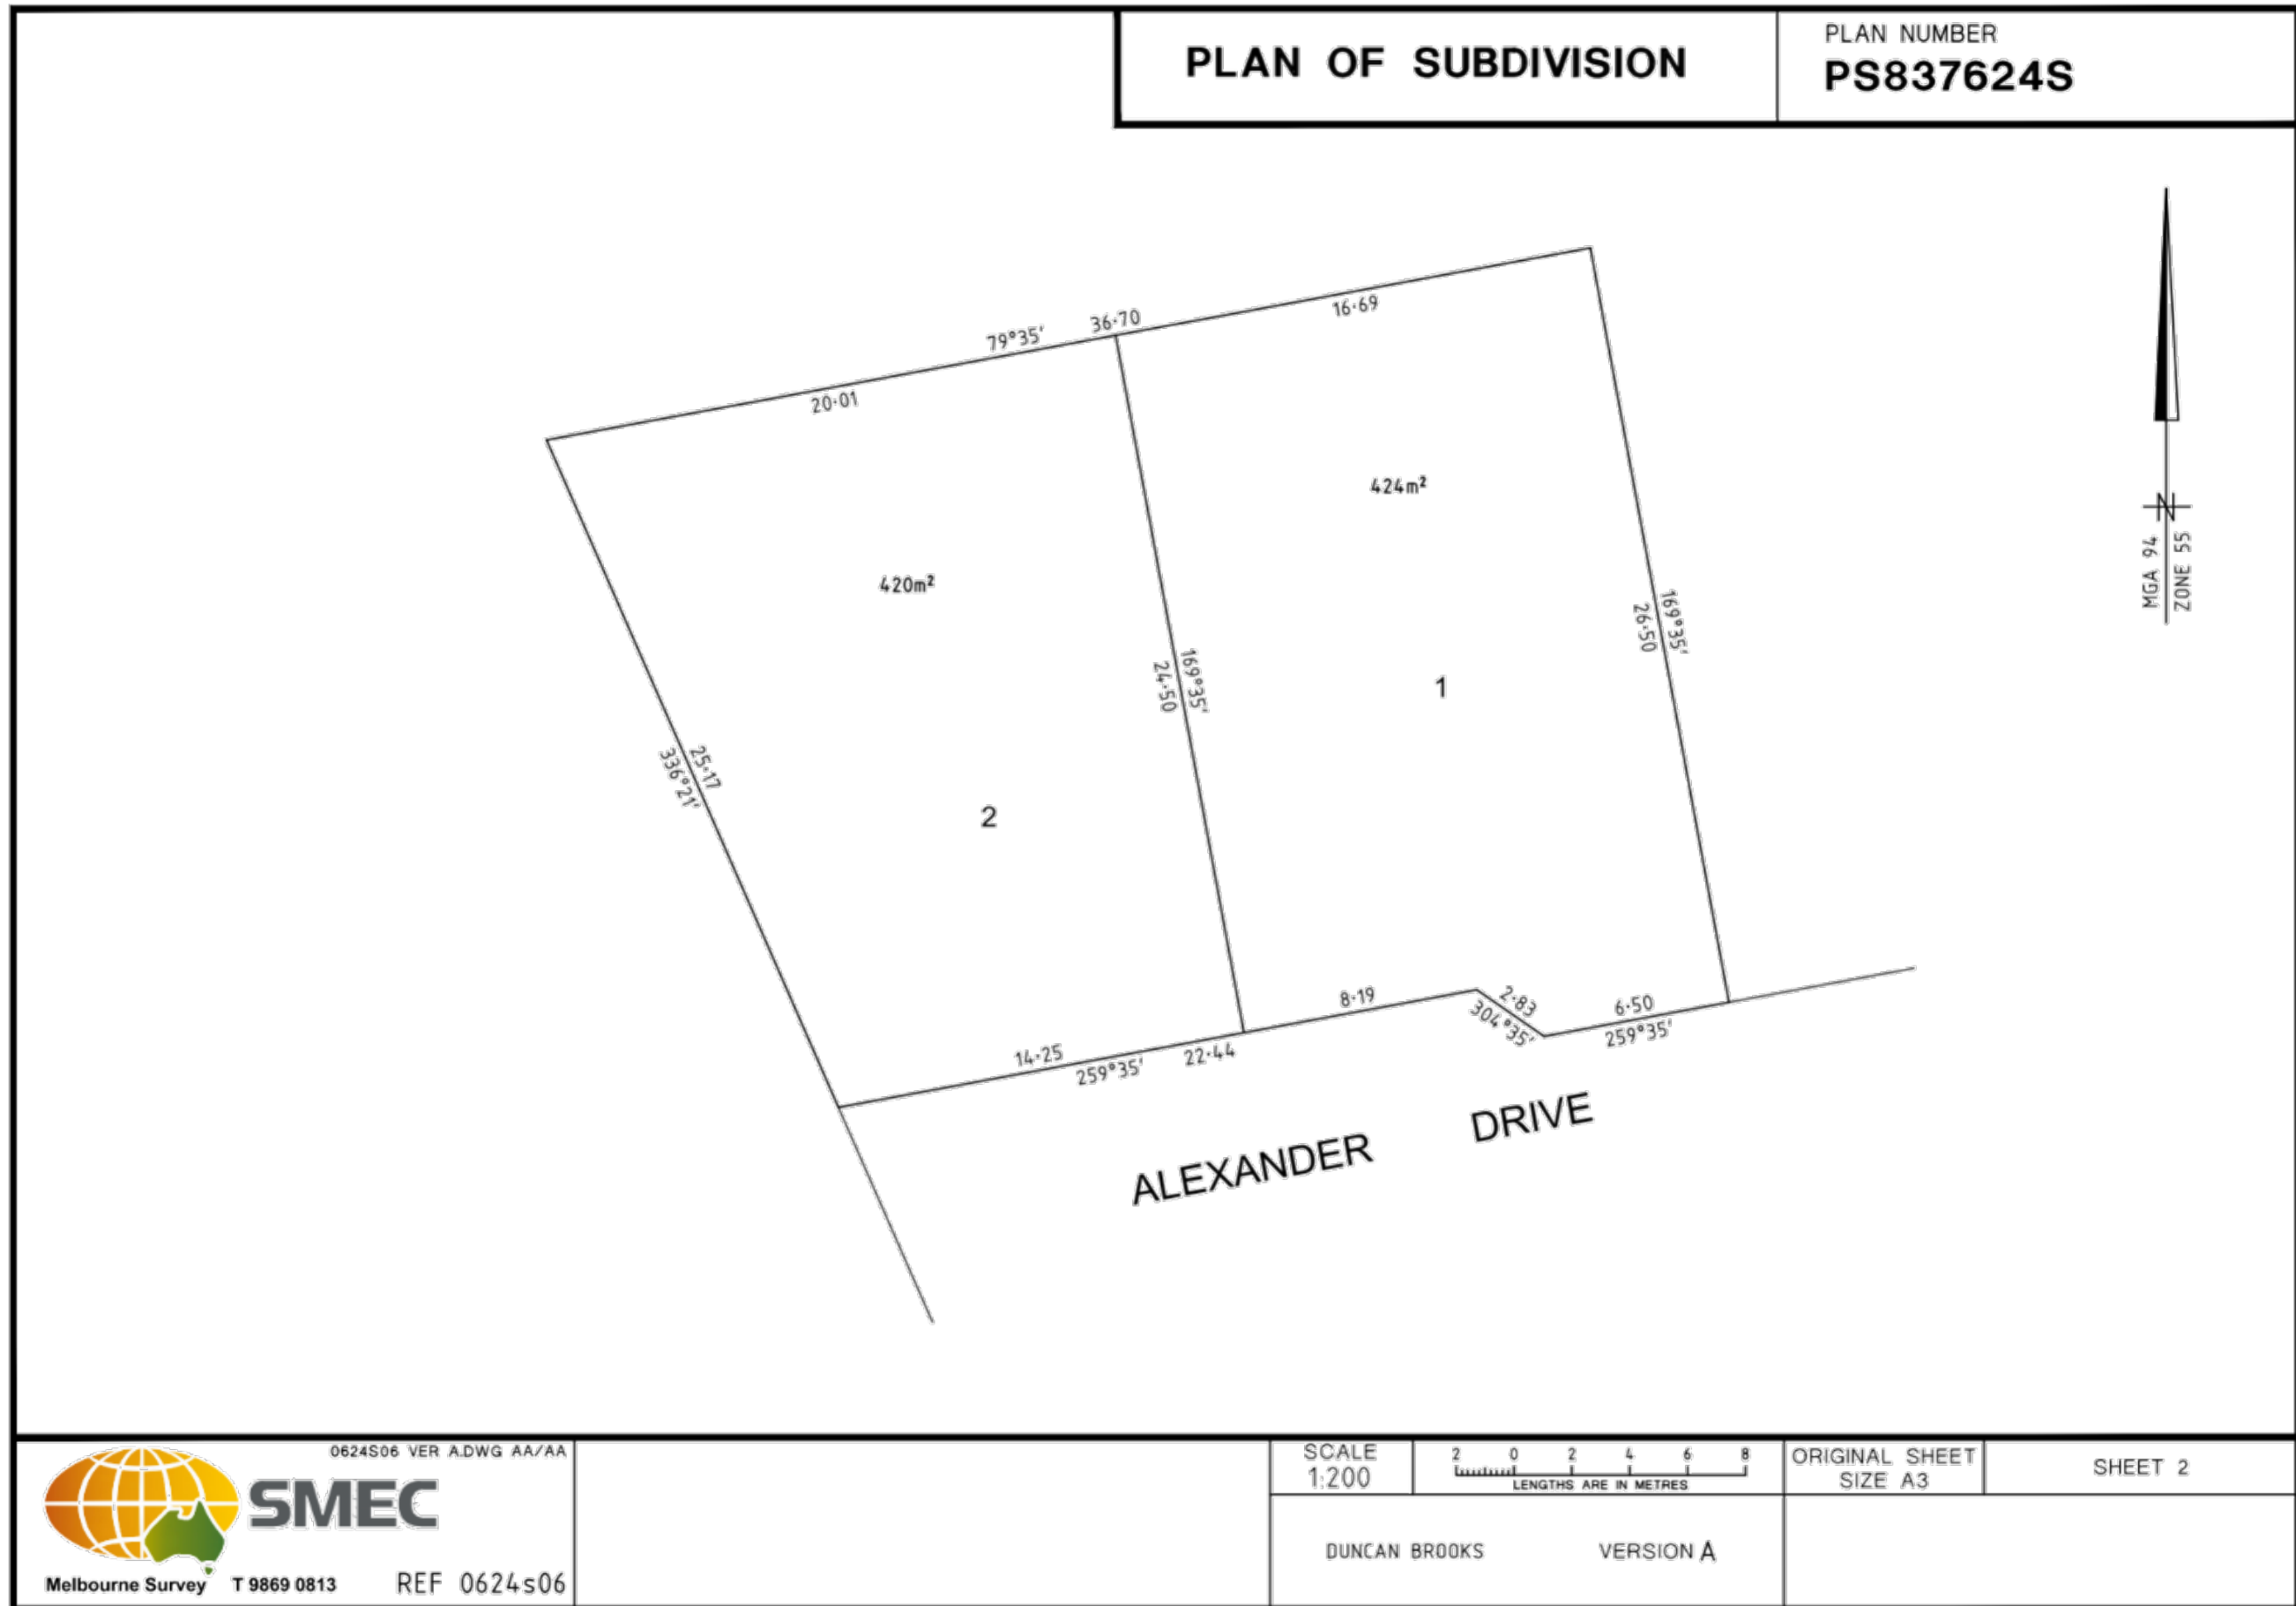 PLAN OF SUBDIVISION
PLAN NUMBER
PS837624S
79°35'
36·70
16·69
20·01
424m²
420m²
MGA 94
ZONE 55
169°35'
26·50
169°35'
24·50
1
25·17
336°21'
2
8·19
2·83
304°35'
6·50
259°35'
14·25
259°35'
22·44
ALEXANDER DRIVE
0624S06 VER A.DWG AA/AA
SMEC
Melbourne Survey T 9869 0813
REF 0624s06
SCALE
1:200
2 0 2 4 6 8
LENGTHS ARE IN METRES
ORIGINAL SHEET
SIZE A3
SHEET 2
DUNCAN BROOKS
VERSION A